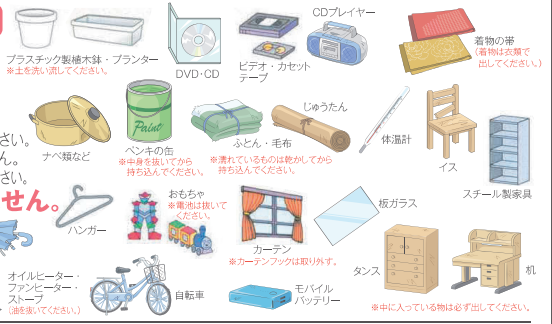 CDプレイヤー
プラスチック製植木鉢・プランター
※土を洗い流してください。
DVD・CD
ビデオ・カセット
テープ
着物の帯
(着物は衣類で
出してください。)
さい。
ん。
さい。
せん。
ナベ類など
ペンキの缶
※中身を抜いてから
持ち込んでください。
ふとん・毛布
※濡れているものは乾かしてから
持ち込んでください。
じゅうたん
体温計
イス
スチール製家具
ハンガー
おもちゃ
※電池は抜いて
ください。
カーテン
※カーテンフックは取り外す。
板ガラス
タンス
机
※中に入っている物は必ず出してください。
オイルヒーター・
ファンヒーター・
ストーブ
(油を抜いてください。)
自転車
モバイル
バッテリー
Paint